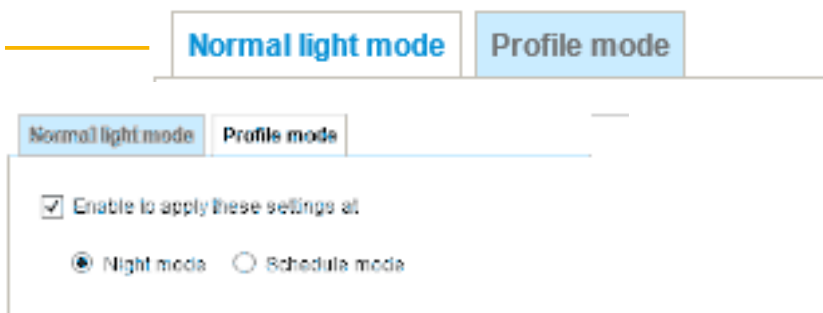 Normal light mode Profile mode
Normal light mode Profile mode
Enable to apply these settings at
Night mode Schedule mode